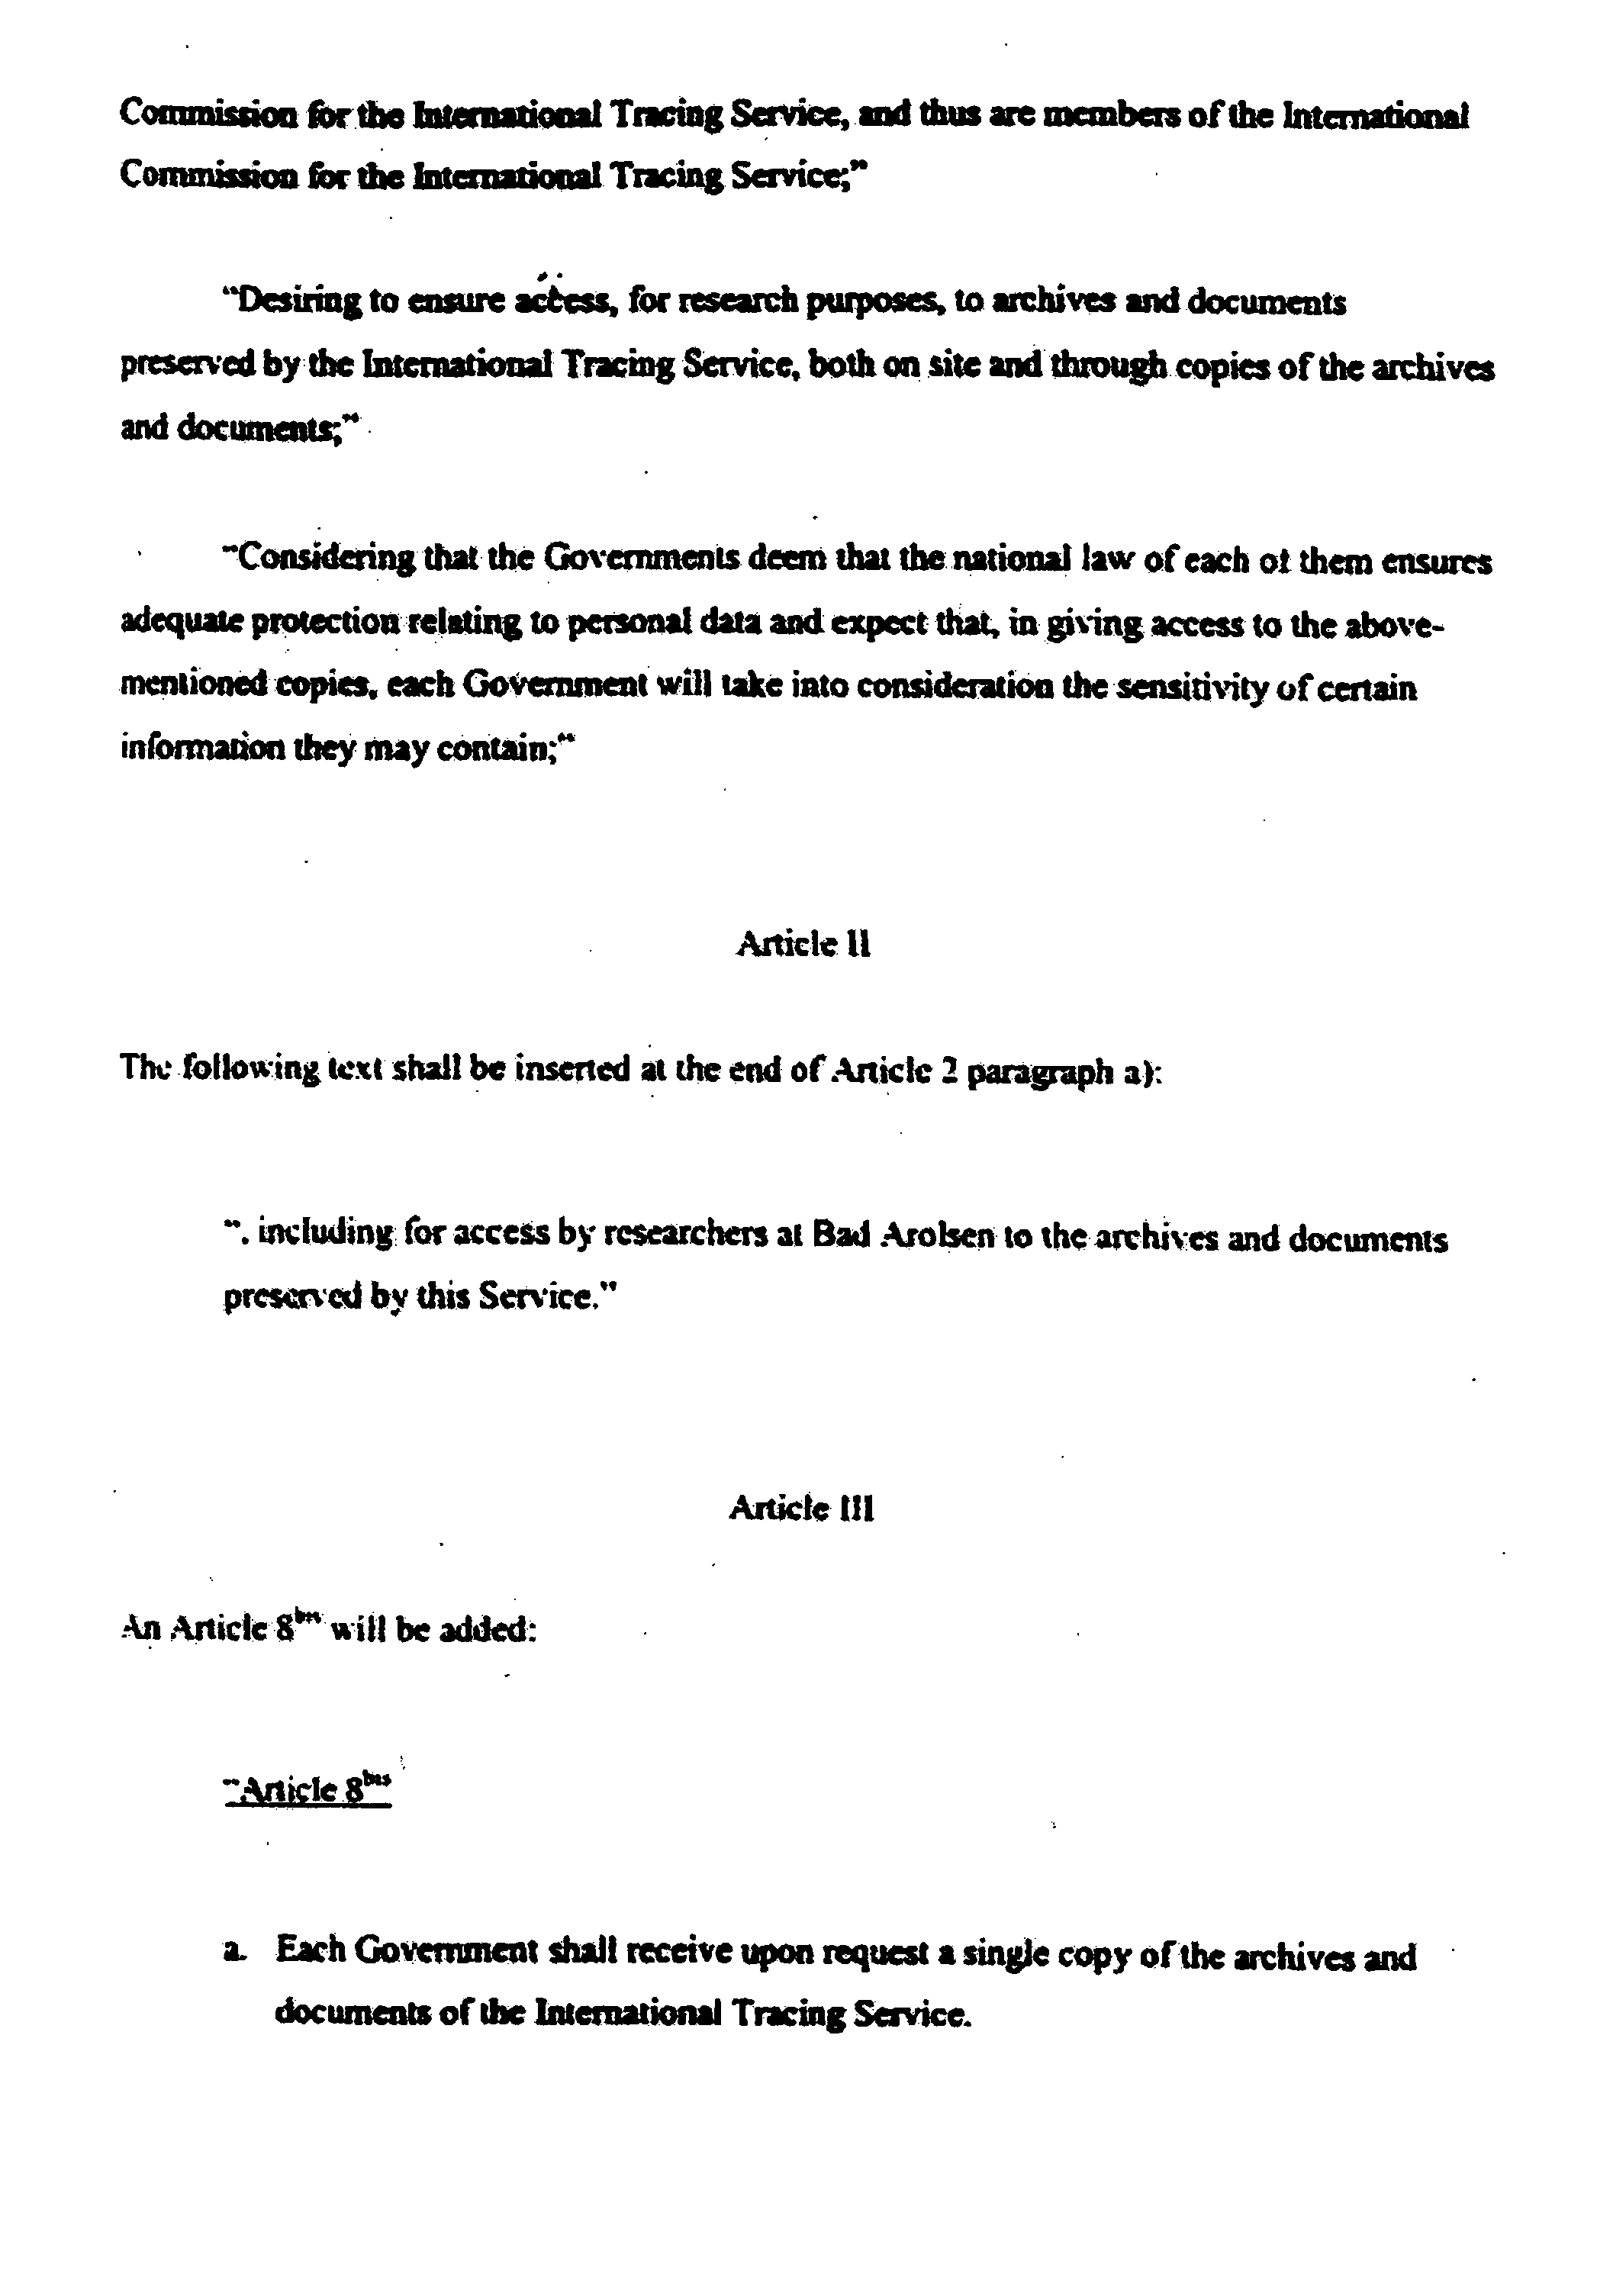 Commission for the International Tracing Service, and thus are members of the International
Commission for the International Tracing Service;”
“Desiring to ensure access, for research purposes, to archives and documents
preserved by the International Tracing Service, both on site and through copies of the archives
and documents;”
“Considering that the Governments deem that the national law of each of them ensures
adequate protection relating to personal data and expect that, in giving access to the above-
mentioned copies, each Government will take into consideration the sensitivity of certain
information they may contain;“
Article II
The following text shall be inserted at the end of Article 2 paragraph a):
“, including for access by researchers at Bad Arolsen to the archives and documents
preserved by this Service.”
Article III
An Article 8bis will be added:
“Article 8bis
a. Each Government shall receive upon request a single copy of the archives and
documents of the International Tracing Service.